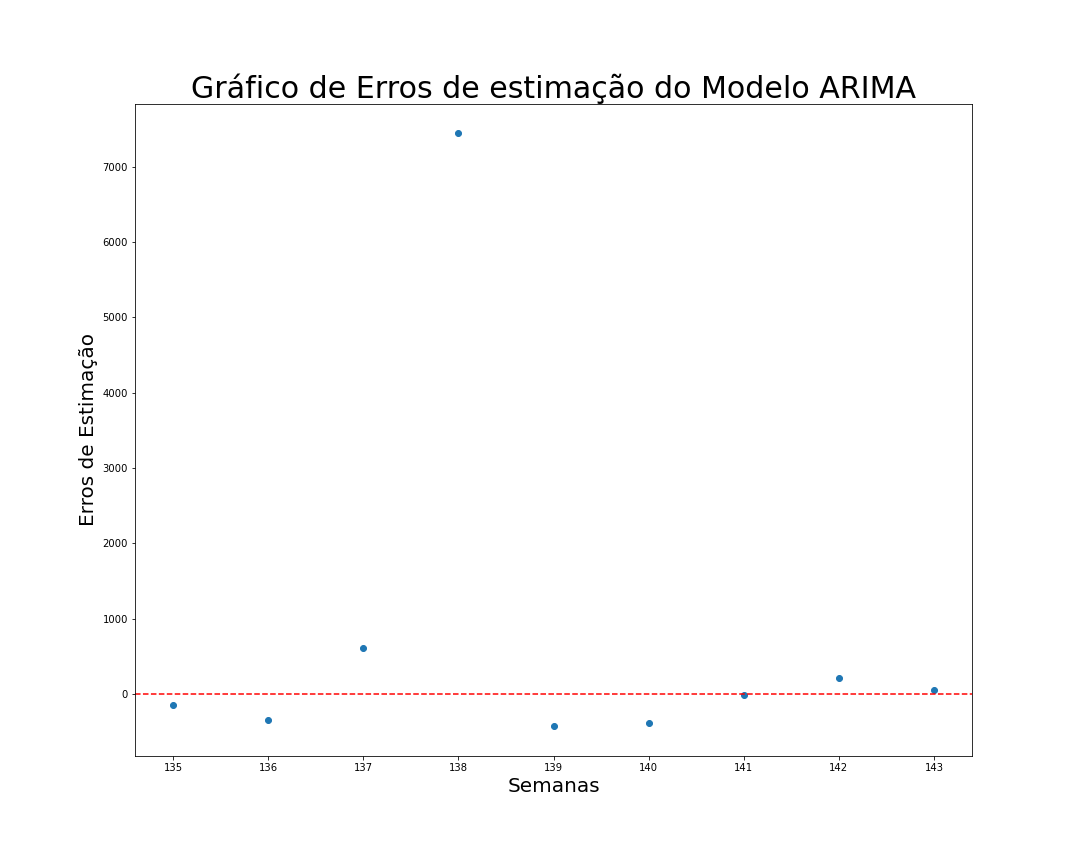 Gráfico de Erros de estimação do Modelo ARIMA
Erros de Estimação
7000
6000
5000
4000
3000
2000
1000
0
135 136 137 138 139 140 141 142 143
Semanas